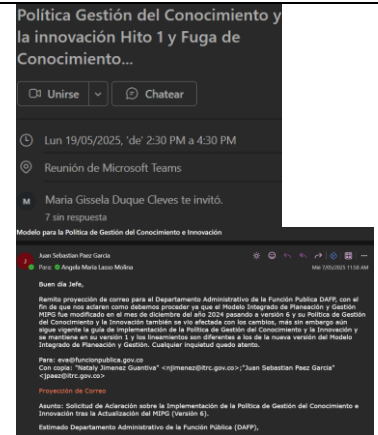 Política Gestión del Conocimiento y
la innovación Hito 1 y Fuga de
Conocimiento...
Unirse
Chatear
Lun 19/05/2025, 'de' 2:30 PM a 4:30 PM
Reunión de Microsoft Teams
M
Maria Gissela Duque Cleves te invitó.
7 sin respuesta
Modelo para la Política de Gestión del Conocimiento e Innovación
Juan Sebastian Paez Garcia
Para: Angela Maria Lasso Molina
Mié 7/05/2025 11:58 AM
Buen día Jefe,
Remito proyección de correo para el Departamento Administrativo de la Función Publica DAFP, con el
fin de que nos aclaren como debemos proceder ya que el Modelo Integrado de Planeación y Gestión
MIPG fue modificado en el mes de diciembre del año 2024 pasando a versión 6 y su Política de Gestión
del Conocimiento y la Innovación también se vio afectada con los cambios, más sin embargo aún
sigue vigente la guía de implementación de la Política de Gestión del Conocimiento y la Innovación y
se mantiene en su versión 1 y los lineamientos son diferentes a los de la nueva versión del Modelo
Integrado de Planeación y Gestión. Cualquier inquietud quedo atento.
Para: eva@funcionpublica.gov.co
Con copia: "Nataly Jimenez Guantiva" <njimenez@itrc.gov.co>;"Juan Sebastian Paez Garcia"
<jpaez@itrc.gov.co>
Proyección de Correo
Asunto: Solicitud de Aclaración sobre la Implementación de la Política de Gestión del Conocimiento e
Innovación tras la Actualización del MIPG (Versión 6).
Estimado Departamento Administrativo de la Función Pública (DAFP),